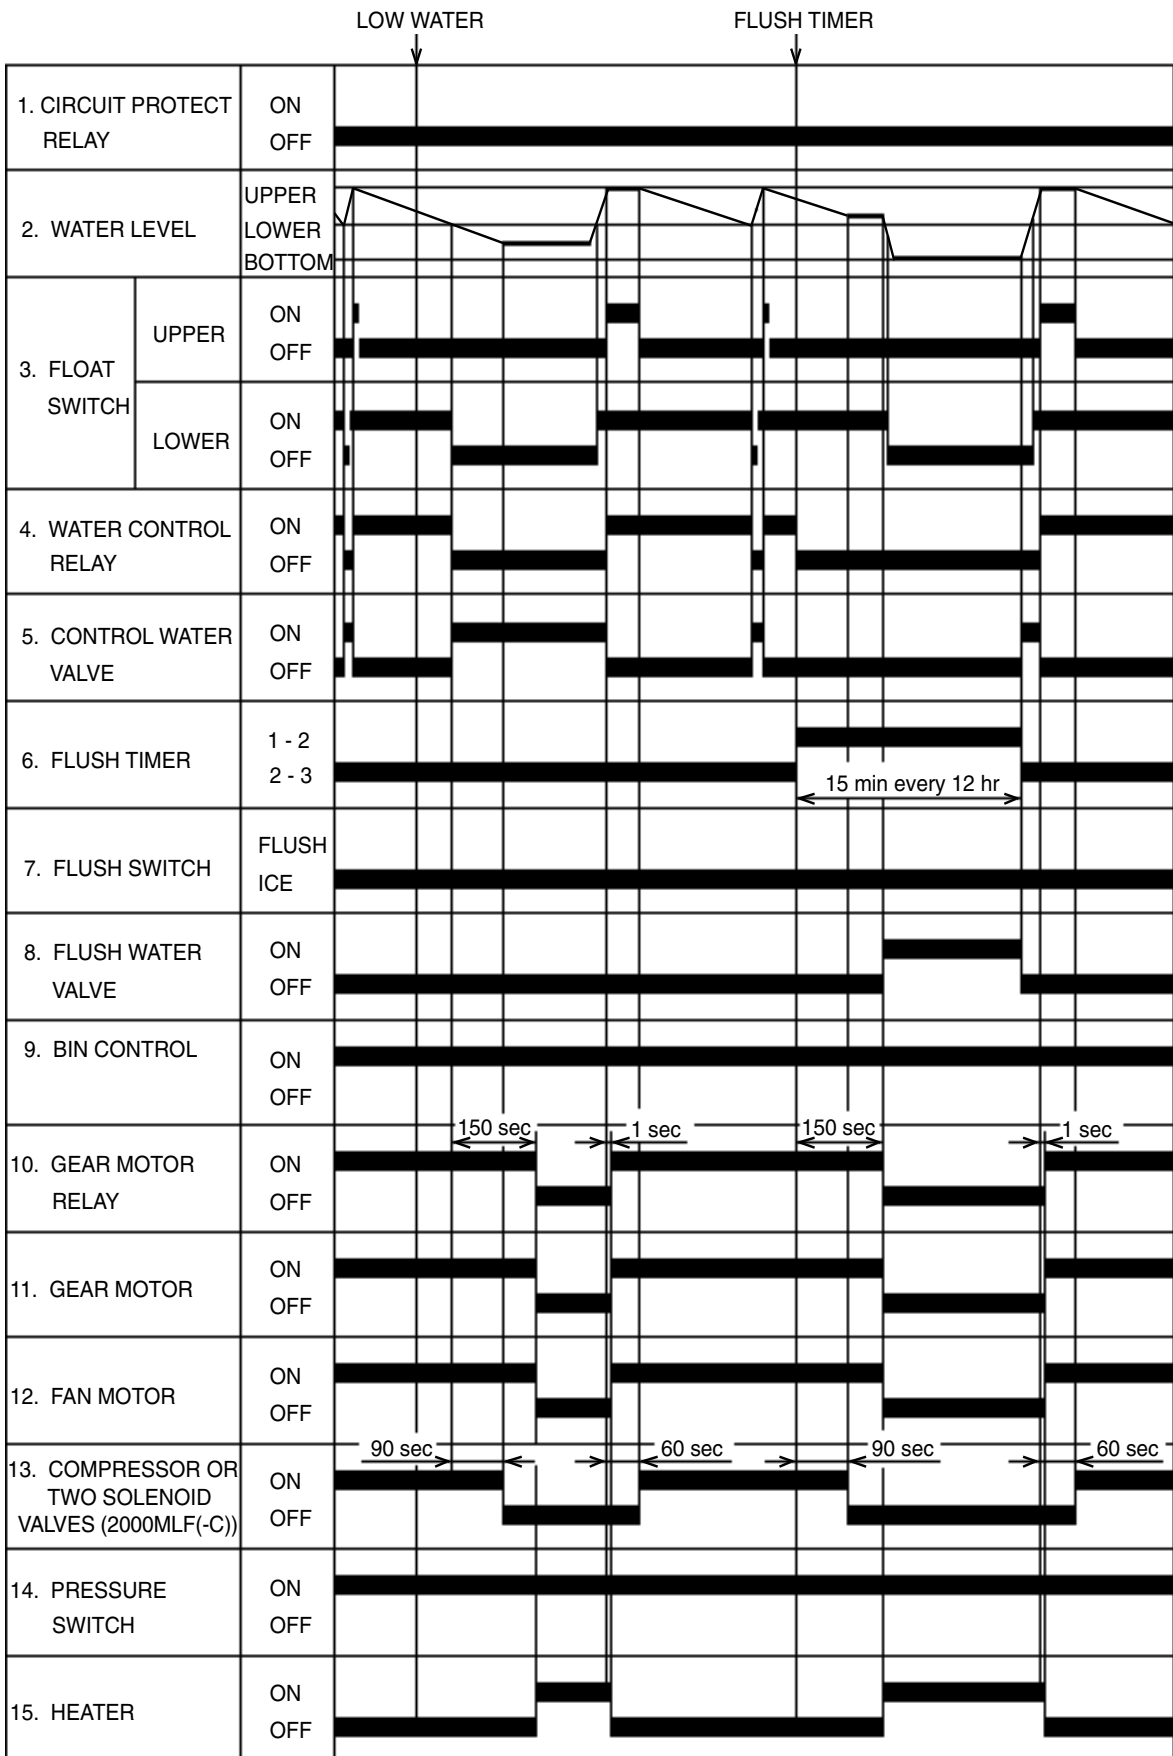 LOW WATER
FLUSH TIMER
1. CIRCUIT PROTECT
RELAY
ON
OFF
2. WATER LEVEL
UPPER
LOWER
BOTTOM
3. FLOAT
SWITCH
UPPER
ON
OFF
LOWER
ON
OFF
4. WATER CONTROL
RELAY
ON
OFF
5. CONTROL WATER
VALVE
ON
OFF
6. FLUSH TIMER
1 - 2
2 - 3
15 min every 12 hr
7. FLUSH SWITCH
FLUSH
ICE
8. FLUSH WATER
VALVE
ON
OFF
9. BIN CONTROL
ON
OFF
150 sec
1 sec
150 sec
1 sec
10. GEAR MOTOR
RELAY
ON
OFF
11. GEAR MOTOR
ON
OFF
12. FAN MOTOR
ON
OFF
90 sec
60 sec
90 sec
60 sec
13. COMPRESSOR OR
TWO SOLENOID
VALVES (2000MLF(-C))
ON
OFF
14. PRESSURE
SWITCH
ON
OFF
15. HEATER
ON
OFF